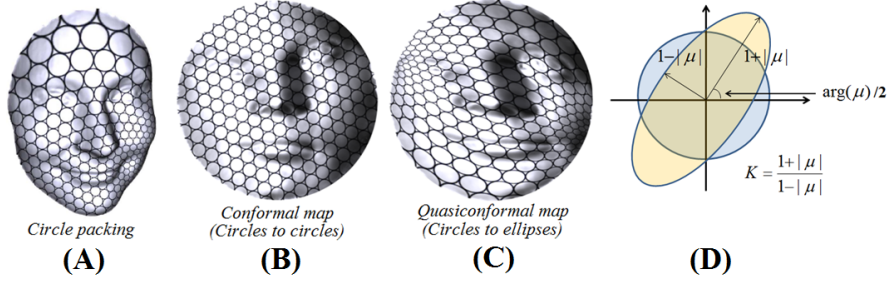 1−|μ|
1+|μ|
arg(μ)/2
K = 1+|μ| / 1−|μ|
Circle packing
Conformal map
(Circles to circles)
Quasiconformal map
(Circles to ellipses)
(A)
(B)
(C)
(D)